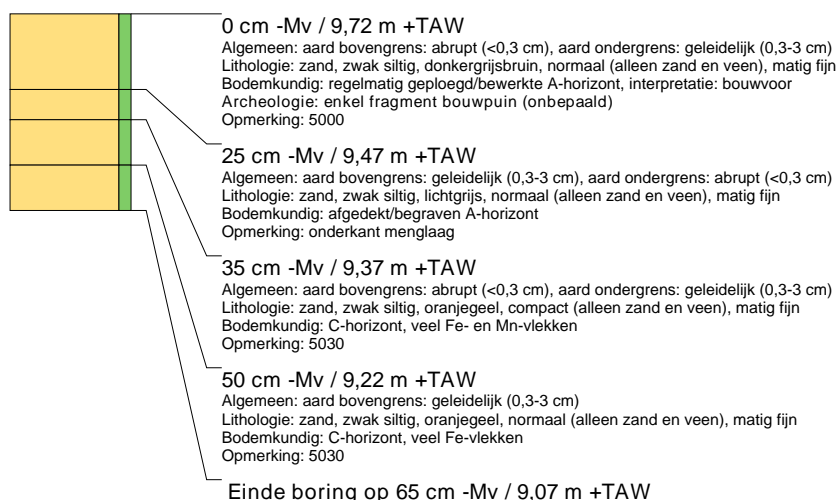 0 cm -Mv / 9,72 m +TAW
Algemeen: aard bovengrens: abrupt (<0,3 cm), aard ondergrens: geleidelijk (0,3-3 cm)
Lithologie: zand, zwak siltig, donkergrijsbruin, normaal (alleen zand en veen), matig fijn
Bodemkundig: regelmatig geploegd/bewerkte A-horizont, interpretatie: bouwvoor
Archeologie: enkel fragment bouwpuin (onbepaald)
Opmerking: 5000
25 cm -Mv / 9,47 m +TAW
Algemeen: aard bovengrens: geleidelijk (0,3-3 cm), aard ondergrens: abrupt (<0,3 cm)
Lithologie: zand, zwak siltig, lichtgrijs, normaal (alleen zand en veen), matig fijn
Bodemkundig: afgedekt/begraven A-horizont
Opmerking: onderkant menglaag
35 cm -Mv / 9,37 m +TAW
Algemeen: aard bovengrens: abrupt (<0,3 cm), aard ondergrens: geleidelijk (0,3-3 cm)
Lithologie: zand, zwak siltig, oranjegeel, compact (alleen zand en veen), matig fijn
Bodemkundig: C-horizont, veel Fe- en Mn-vlekken
Opmerking: 5030
50 cm -Mv / 9,22 m +TAW
Algemeen: aard bovengrens: geleidelijk (0,3-3 cm)
Lithologie: zand, zwak siltig, oranjegeel, normaal (alleen zand en veen), matig fijn
Bodemkundig: C-horizont, veel Fe-vlekken
Opmerking: 5030
Einde boring op 65 cm -Mv / 9,07 m +TAW